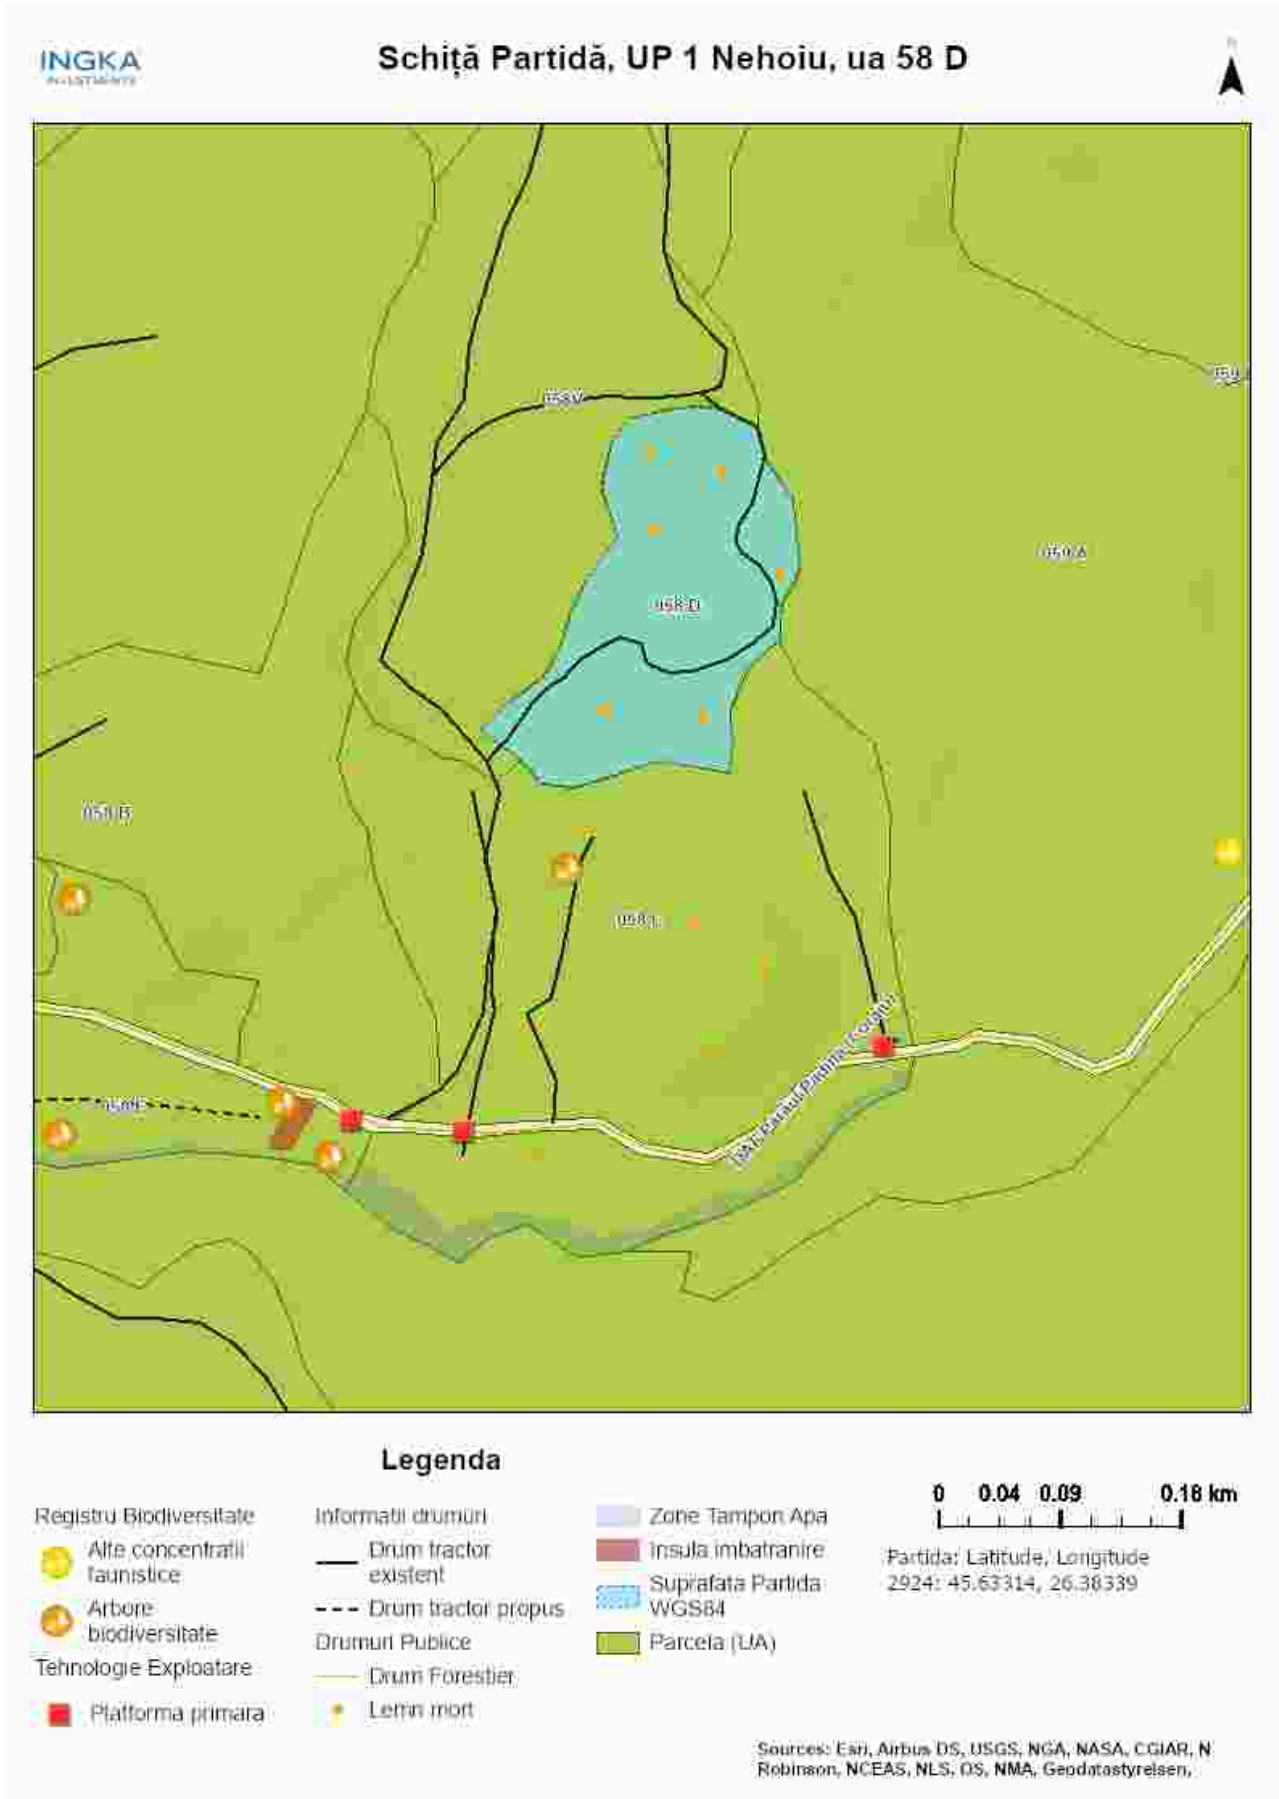 INGKA
INVESTMENTS
Schiță Partidă, UP 1 Nehoiu, ua 58 D
N
059 A
058 D
058 B
Legenda
Registru Biodiversitate
Alte concentratii
faunistice
Arbore
biodiversitate
Tehnologie Exploatare
Platforma primara
Informatii drumuri
Drum tractor
existent
Drum tractor propus
Drumuri Publice
Drum Forestier
Lemn mort
Zone Tampon Apa
Insula imbatranire
Suprafata Partida
WGS84
Parcela (UA)
0 0.04 0.09 0.18 km
Partida: Latitude, Longitude
2924: 45.63314, 26.38339
Sources: Esri, Airbus DS, USGS, NGA, NASA, CGIAR, N
Robinson, NCEAS, NLS, OS, NMA, Geodatastyrelsen,